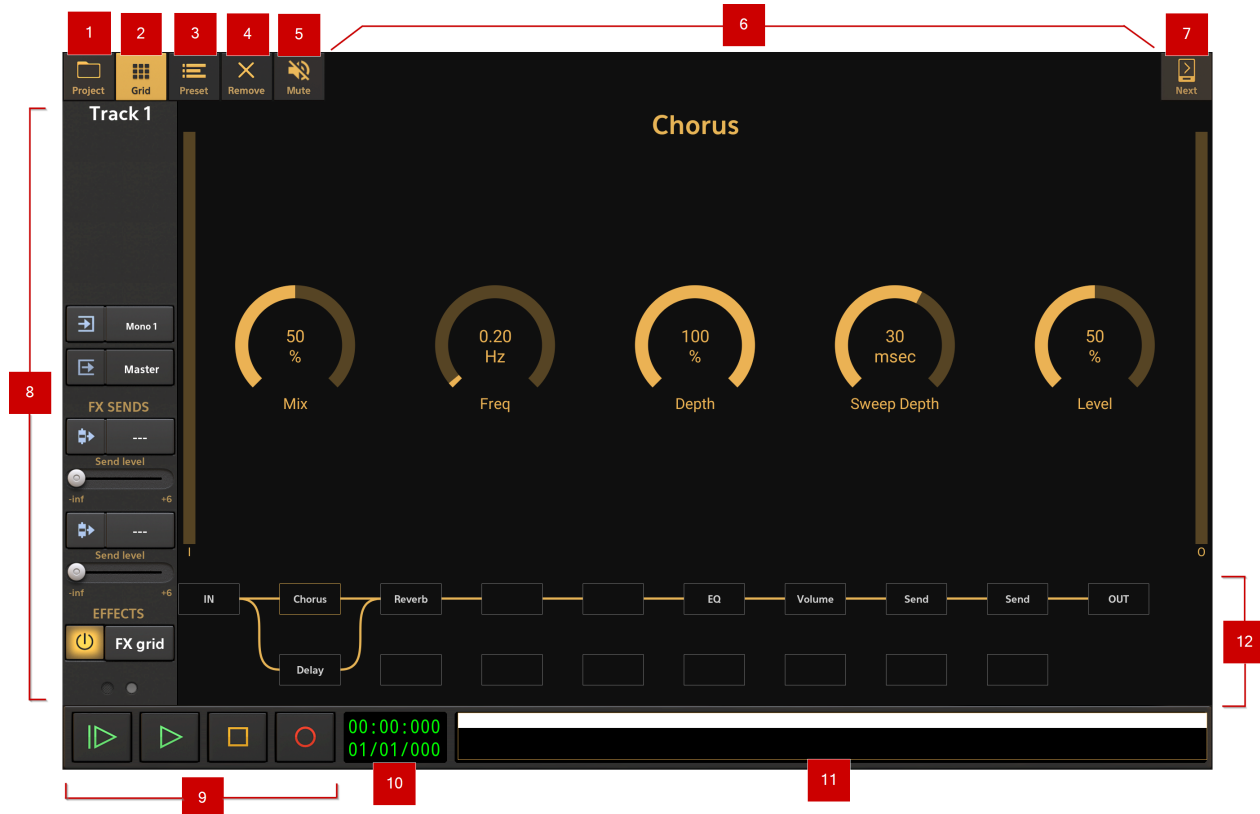 1
2
3
4
5
6
7
Project
Grid
Preset
Remove
Mute
Next
Track 1
Chorus
50
%
Mix
0.20
Hz
Freq
100
%
Depth
30
msec
Sweep Depth
50
%
Level
Mono 1
Master
8
FX SENDS
---
Send level
-inf
+6
---
Send level
-inf
+6
I
O
IN
Chorus
Reverb
EQ
Volume
Send
Send
OUT
Delay
12
EFFECTS
FX grid
00:00:000
01/01/000
9
10
11